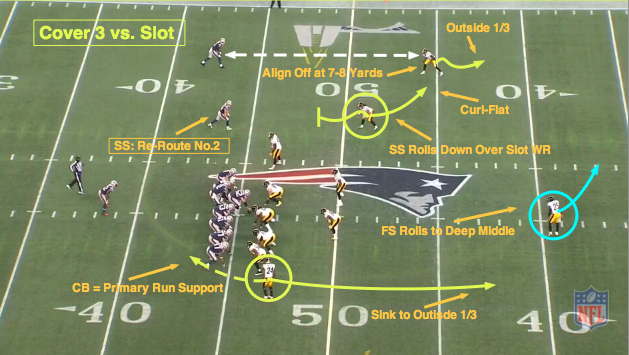 Cover 3 vs. Slot
Outside 1/3
Align Off at 7-8 Yards
40
50
40
Curl-Flat
SS: Re-Route No.2
SS Rolls Down Over Slot WR
FS Rolls to Deep Middle
CB = Primary Run Support
24
Sink to Outisde 1/3
40
50
40
NFL